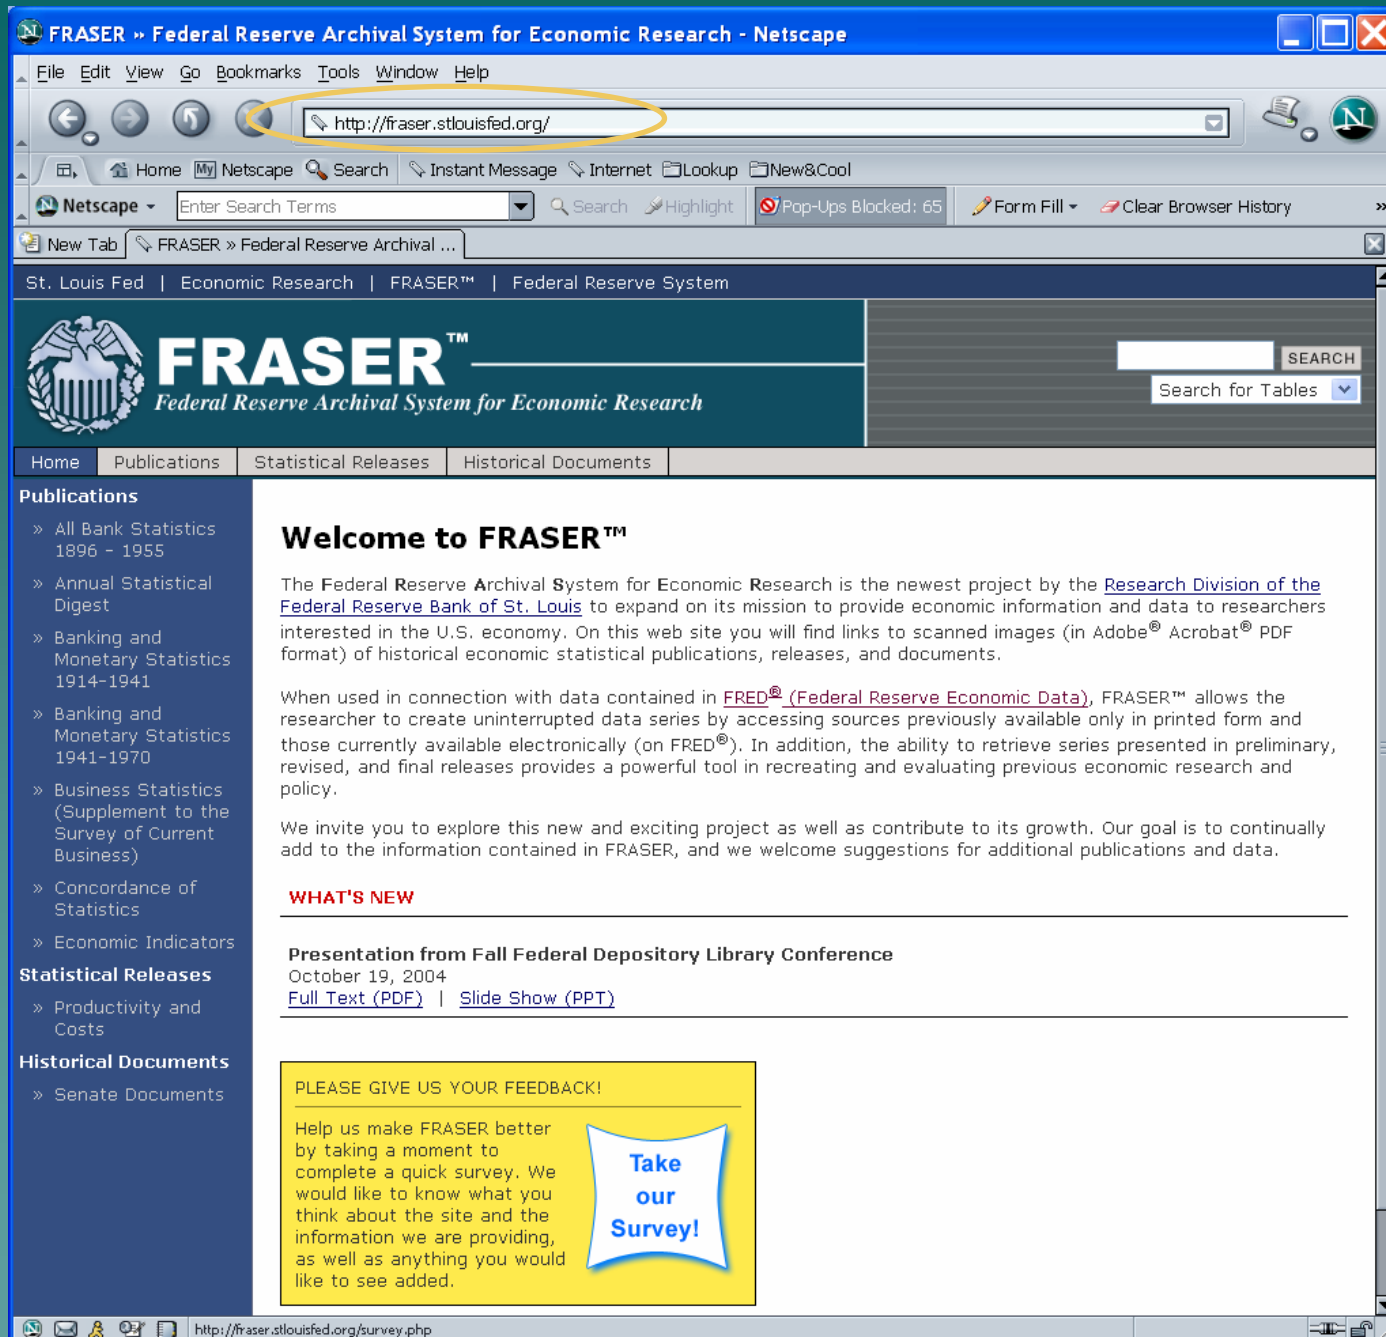 FRASER » Federal Reserve Archival System for Economic Research - Netscape
File Edit View Go Bookmarks Tools Window Help
http://fraser.stlouisfed.org/
Home My Netscape Search Instant Message Internet Lookup New&Cool
Netscape Enter Search Terms Search Highlight Pop-Ups Blocked: 65 Form Fill Clear Browser History »
New Tab FRASER » Federal Reserve Archival ...
St. Louis Fed | Economic Research | FRASER™ | Federal Reserve System
FRASER™
Federal Reserve Archival System for Economic Research
SEARCH
Search for Tables
Home Publications Statistical Releases Historical Documents
Publications
» All Bank Statistics
1896 - 1955
» Annual Statistical
Digest
» Banking and
Monetary Statistics
1914-1941
» Banking and
Monetary Statistics
1941-1970
» Business Statistics
(Supplement to the
Survey of Current
Business)
» Concordance of
Statistics
» Economic Indicators
Statistical Releases
» Productivity and
Costs
Historical Documents
» Senate Documents
Welcome to FRASER™
The Federal Reserve Archival System for Economic Research is the newest project by the Research Division of the
Federal Reserve Bank of St. Louis to expand on its mission to provide economic information and data to researchers
interested in the U.S. economy. On this web site you will find links to scanned images (in Adobe® Acrobat® PDF
format) of historical economic statistical publications, releases, and documents.
When used in connection with data contained in FRED® (Federal Reserve Economic Data), FRASER™ allows the
researcher to create uninterrupted data series by accessing sources previously available only in printed form and
those currently available electronically (on FRED®). In addition, the ability to retrieve series presented in preliminary,
revised, and final releases provides a powerful tool in recreating and evaluating previous economic research and
policy.
We invite you to explore this new and exciting project as well as contribute to its growth. Our goal is to continually
add to the information contained in FRASER, and we welcome suggestions for additional publications and data.
WHAT'S NEW
Presentation from Fall Federal Depository Library Conference
October 19, 2004
Full Text (PDF) | Slide Show (PPT)
PLEASE GIVE US YOUR FEEDBACK!
Help us make FRASER better
by taking a moment to
complete a quick survey. We
would like to know what you
think about the site and the
information we are providing,
as well as anything you would
like to see added.
Take
our
Survey!
http://fraser.stlouisfed.org/survey.php